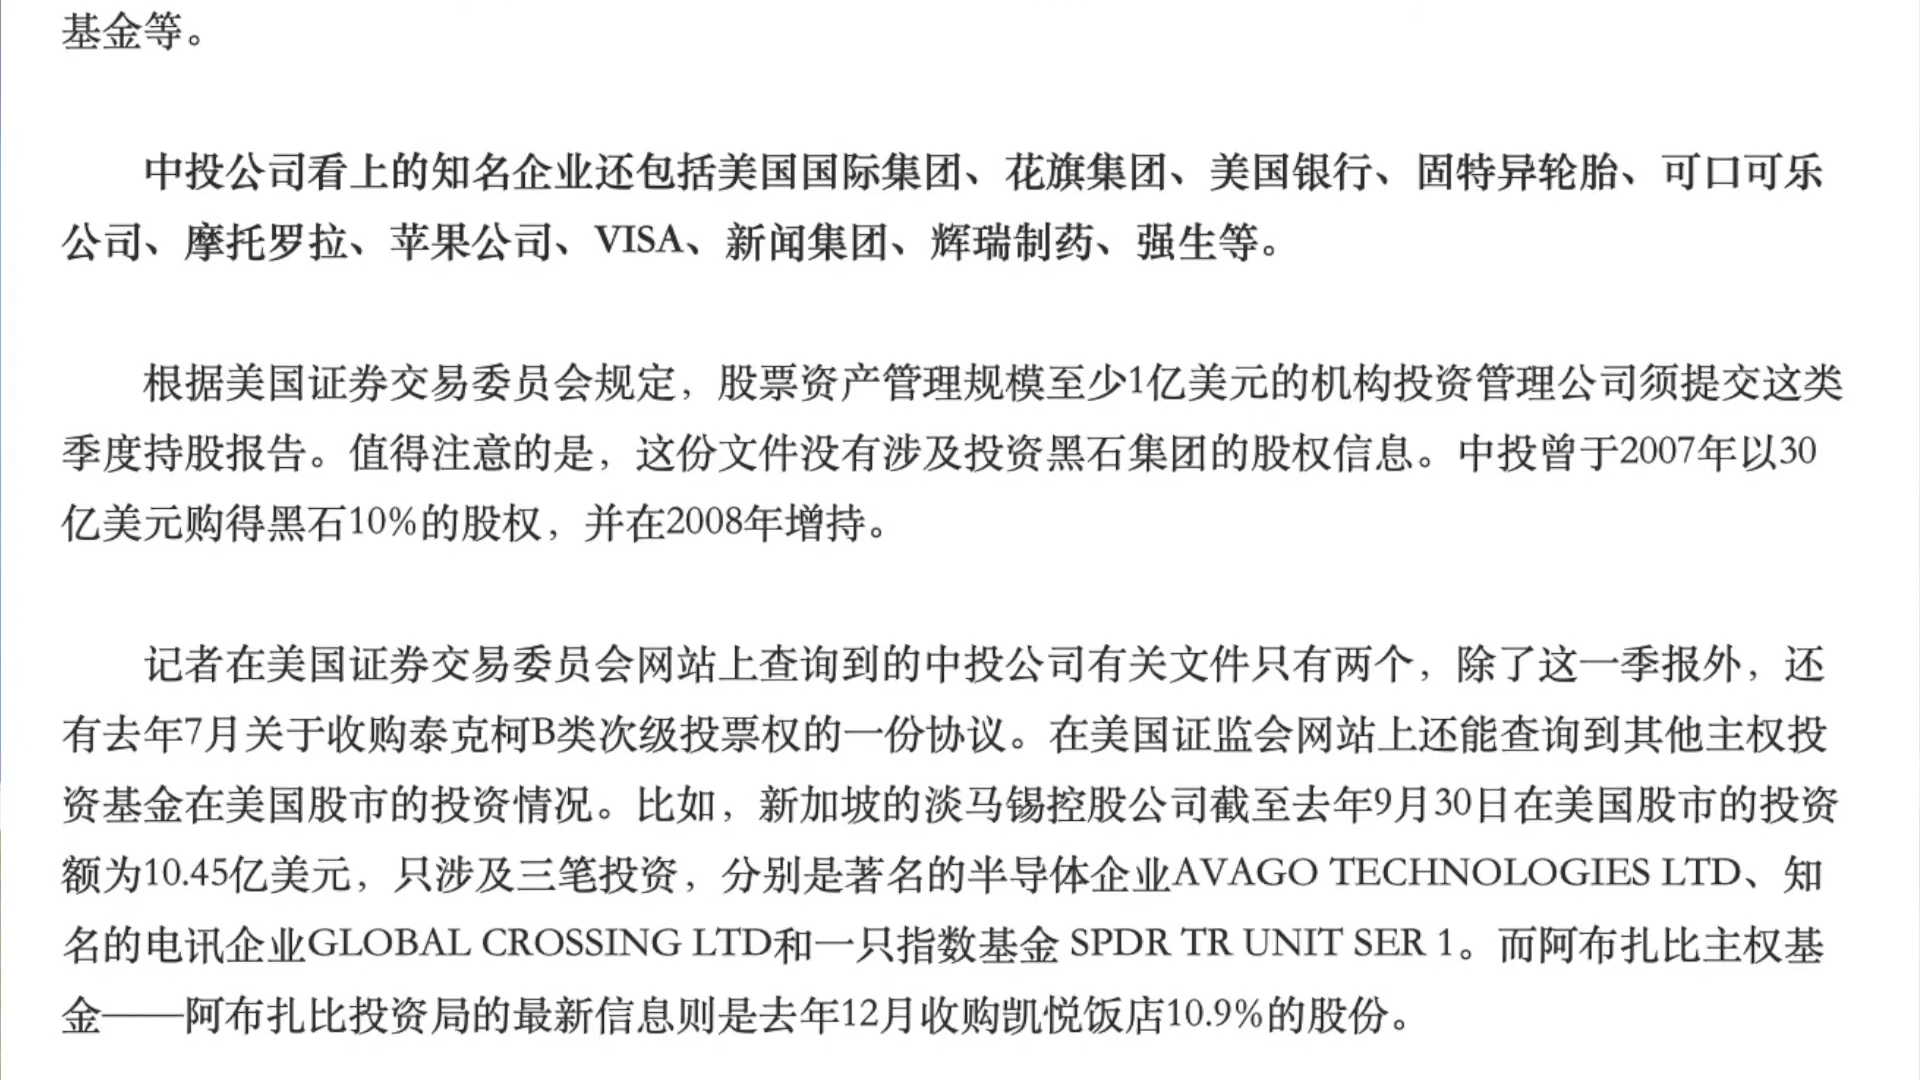 基金等。
中投公司看上的知名企业还包括美国国际集团、花旗集团、美国银行、固特异轮胎、可口可乐
公司、摩托罗拉、苹果公司、VISA、新闻集团、辉瑞制药、强生等。
根据美国证券交易委员会规定，股票资产管理规模至少1亿美元的机构投资管理公司须提交这类
季度持股报告。值得注意的是，这份文件没有涉及投资黑石集团的股权信息。中投曾于2007年以30
亿美元购得黑石10%的股权，并在2008年增持。
记者在美国证券交易委员会网站上查询到的中投公司有关文件只有两个，除了这一季报外，还
有去年7月关于收购泰克柯B类次级投票权的一份协议。在美国证监会网站上还能查询到其他主权投
资基金在美国股市的投资情况。比如，新加坡的淡马锡控股公司截至去年9月30日在美国股市的投资
额为10.45亿美元，只涉及三笔投资，分别是著名的半导体企业AVAGO TECHNOLOGIES LTD、知
名的电讯企业GLOBAL CROSSING LTD和一只指数基金 SPDR TR UNIT SER 1。而阿布扎比主权基
金——阿布扎比投资局的最新信息则是去年12月收购凯悦饭店10.9%的股份。